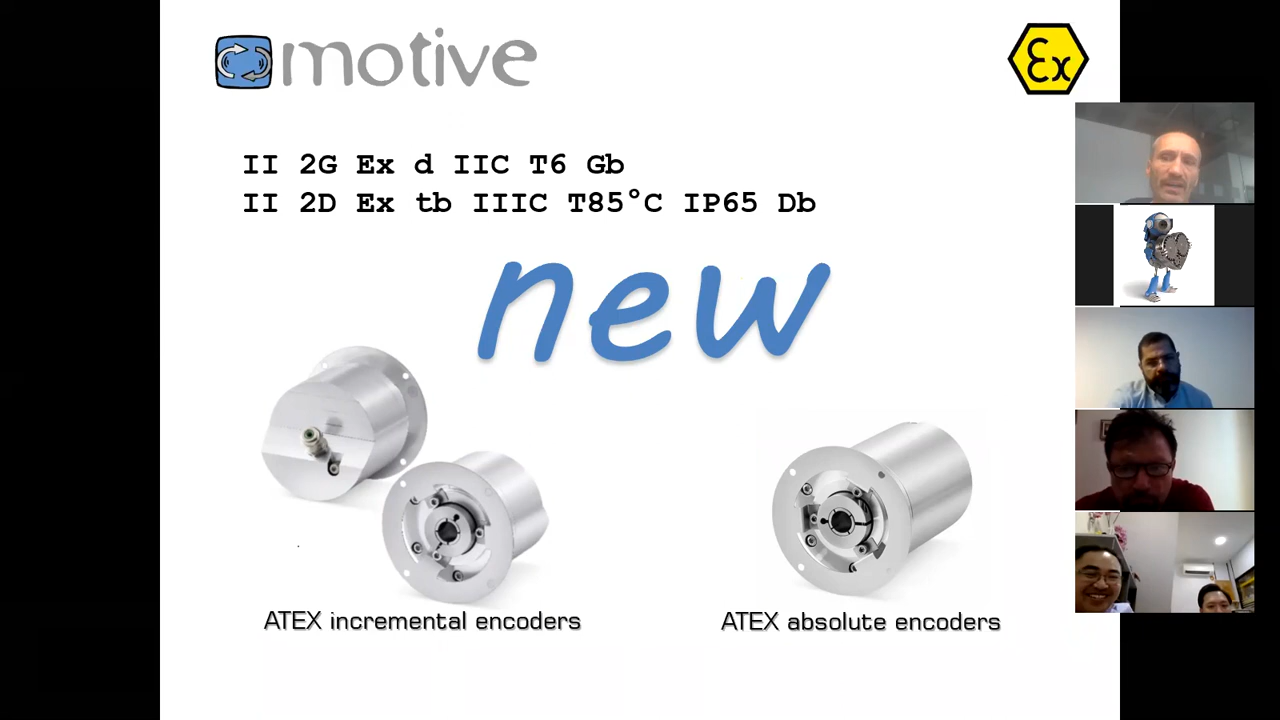 motive
Ex
II 2G Ex d IIC T6 Gb
II 2D Ex tb IIIC T85°C IP65 Db
new
ATEX incremental encoders
ATEX absolute encoders